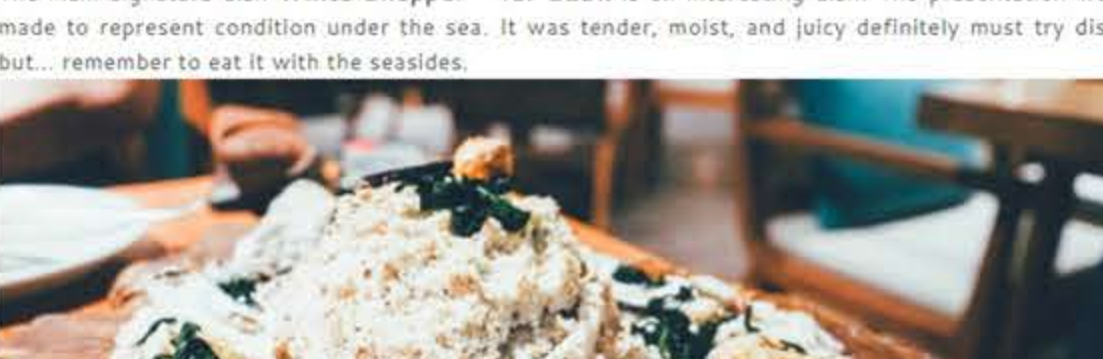 made to represent condition under the sea. It was tender, moist, and juicy definitely must try dis
but... remember to eat it with the seasides.